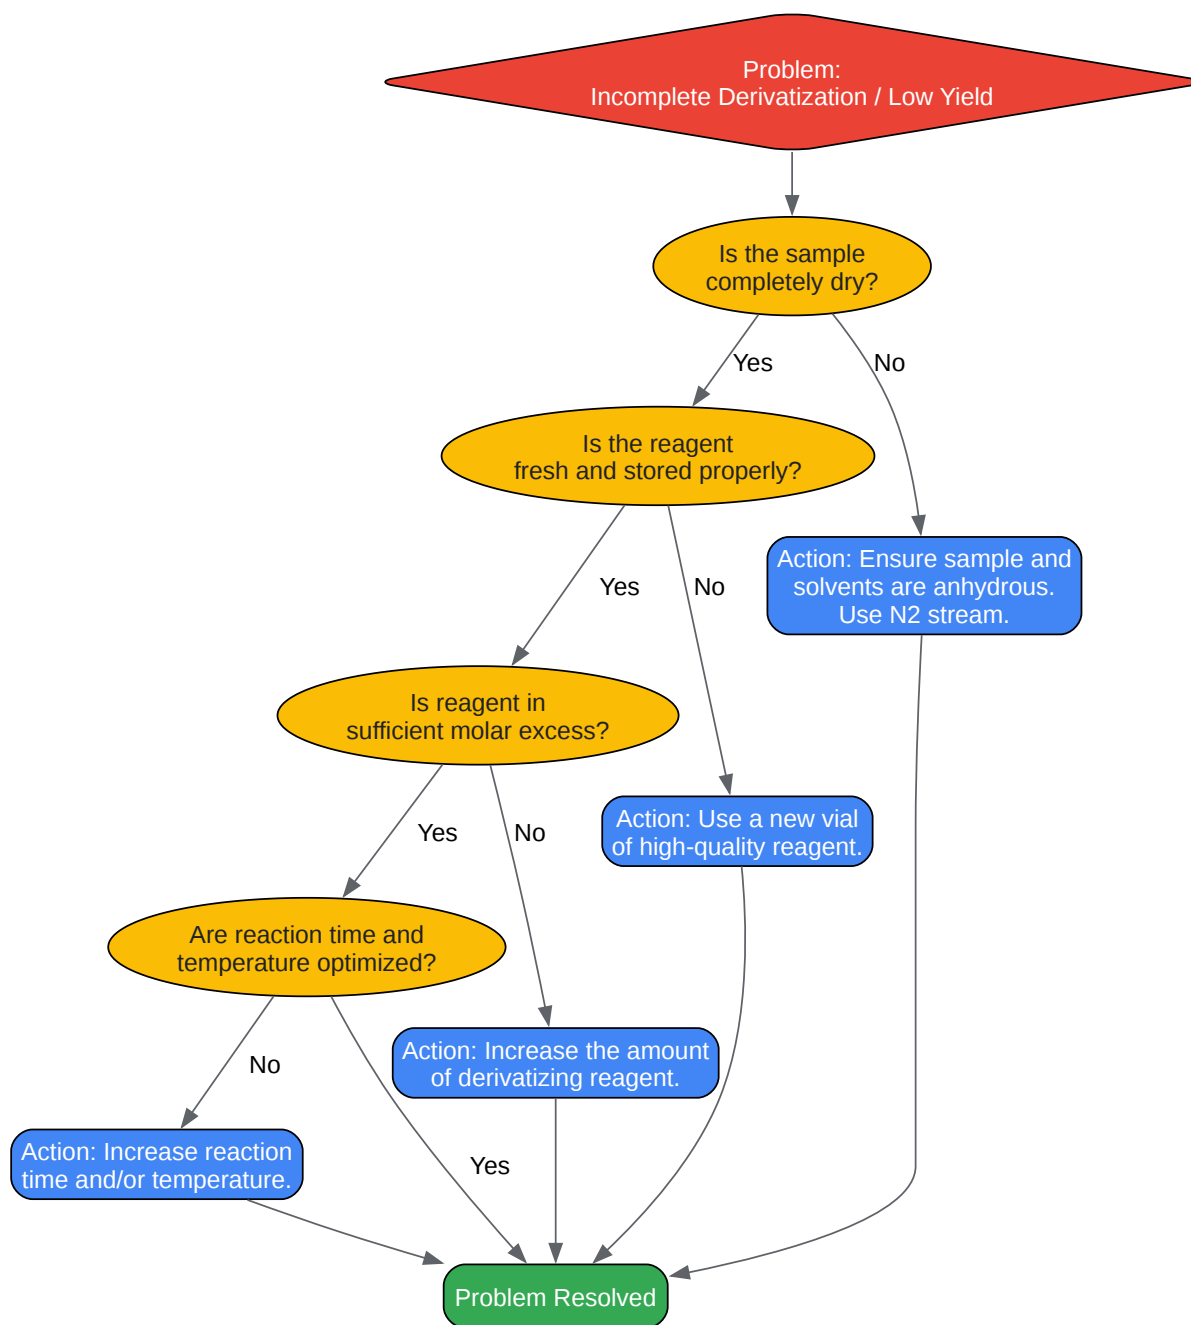 Problem:
Incomplete Derivatization / Low Yield
Is the sample
completely dry?
Yes
No
Is the reagent
fresh and stored properly?
Action: Ensure sample and
solvents are anhydrous.
Use N2 stream.
Yes
No
Is reagent in
sufficient molar excess?
Action: Use a new vial
of high-quality reagent.
Yes
No
Are reaction time and
temperature optimized?
Action: Increase the amount
of derivatizing reagent.
No
Action: Increase reaction
time and/or temperature.
Yes
Problem Resolved